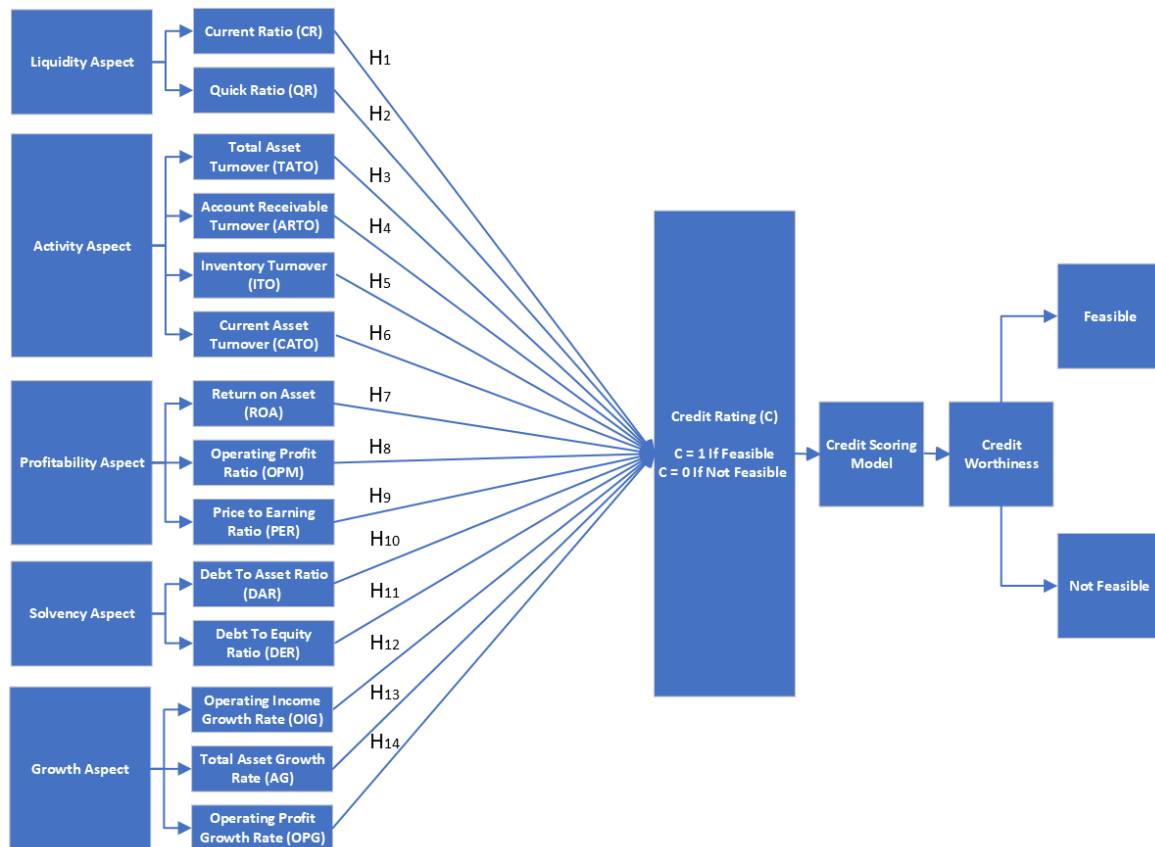 Liquidity Aspect
Current Ratio (CR)
Quick Ratio (QR)
Activity Aspect
Total Asset
Turnover (TATO)
Account Receivable
Turnover (ARTO)
Inventory Turnover
(ITO)
Current Asset
Turnover (CATO)
Profitability Aspect
Return on Asset
(ROA)
Operating Profit
Ratio (OPM)
Price to Earning
Ratio (PER)
Solvency Aspect
Debt To Asset Ratio
(DAR)
Debt To Equity
Ratio (DER)
Growth Aspect
Operating Income
Growth Rate (OIG)
Total Asset Growth
Rate (AG)
Operating Profit
Growth Rate (OPG)
H1
H2
H3
H4
H5
H6
H7
H8
H9
H10
H11
H12
H13
H14
Credit Rating (C)
C = 1 If Feasible
C = 0 If Not Feasible
Credit Scoring
Model
Credit
Worthiness
Feasible
Not Feasible